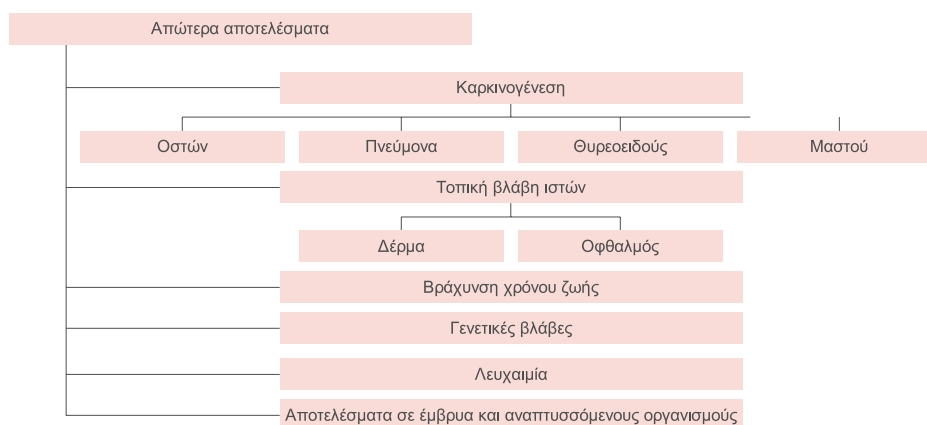 Απώτερα αποτελέσματα
Καρκινογένεση
Οστών
Πνεύμονα
Θυρεοειδούς
Μαστού
Τοπική βλάβη ιστών
Δέρμα
Οφθαλμός
Βράχυνση χρόνου ζωής
Γενετικές βλάβες
Λευχαιμία
Αποτελέσματα σε έμβρυα και αναπτυσσόμενους οργανισμούς